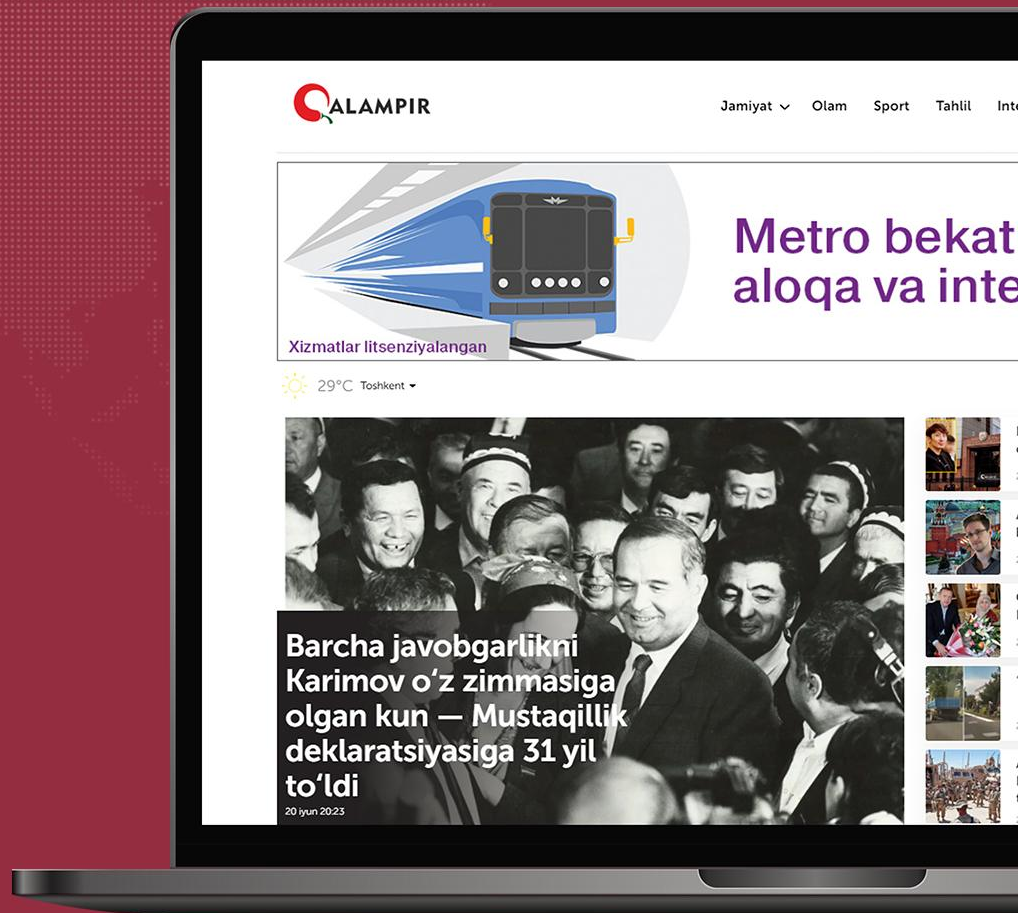 QALAMPIR
Jamiyat Olam Sport Tahlil
Metro bekat
aloqa va inte
Xizmatlar litsenziyalangan
29°C Toshkent
Barcha javobgarlikni
Karimov o‘z zimmasiga
olgan kun — Mustaqillik
deklaratsiyasiga 31 yil
to‘ldi
20 iyun 20:23